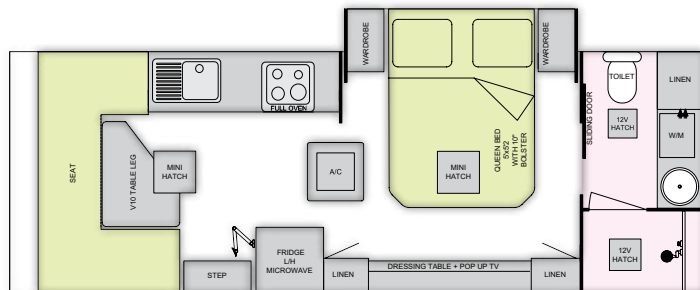 WARDROBE
WARDROBE
TOILET
LINEN
FULL OVEN
SLIDING DOOR
12V
HATCH
W/M
SEAT
V10 TABLE LEG
MINI
HATCH
A/C
MINI
HATCH
QUEEN BED
5'x5'2
WITH 10"
BOLSTER
FRIDGE
L/H
MICROWAVE
12V
HATCH
STEP
LINEN
DRESSING TABLE + POP UP TV
LINEN